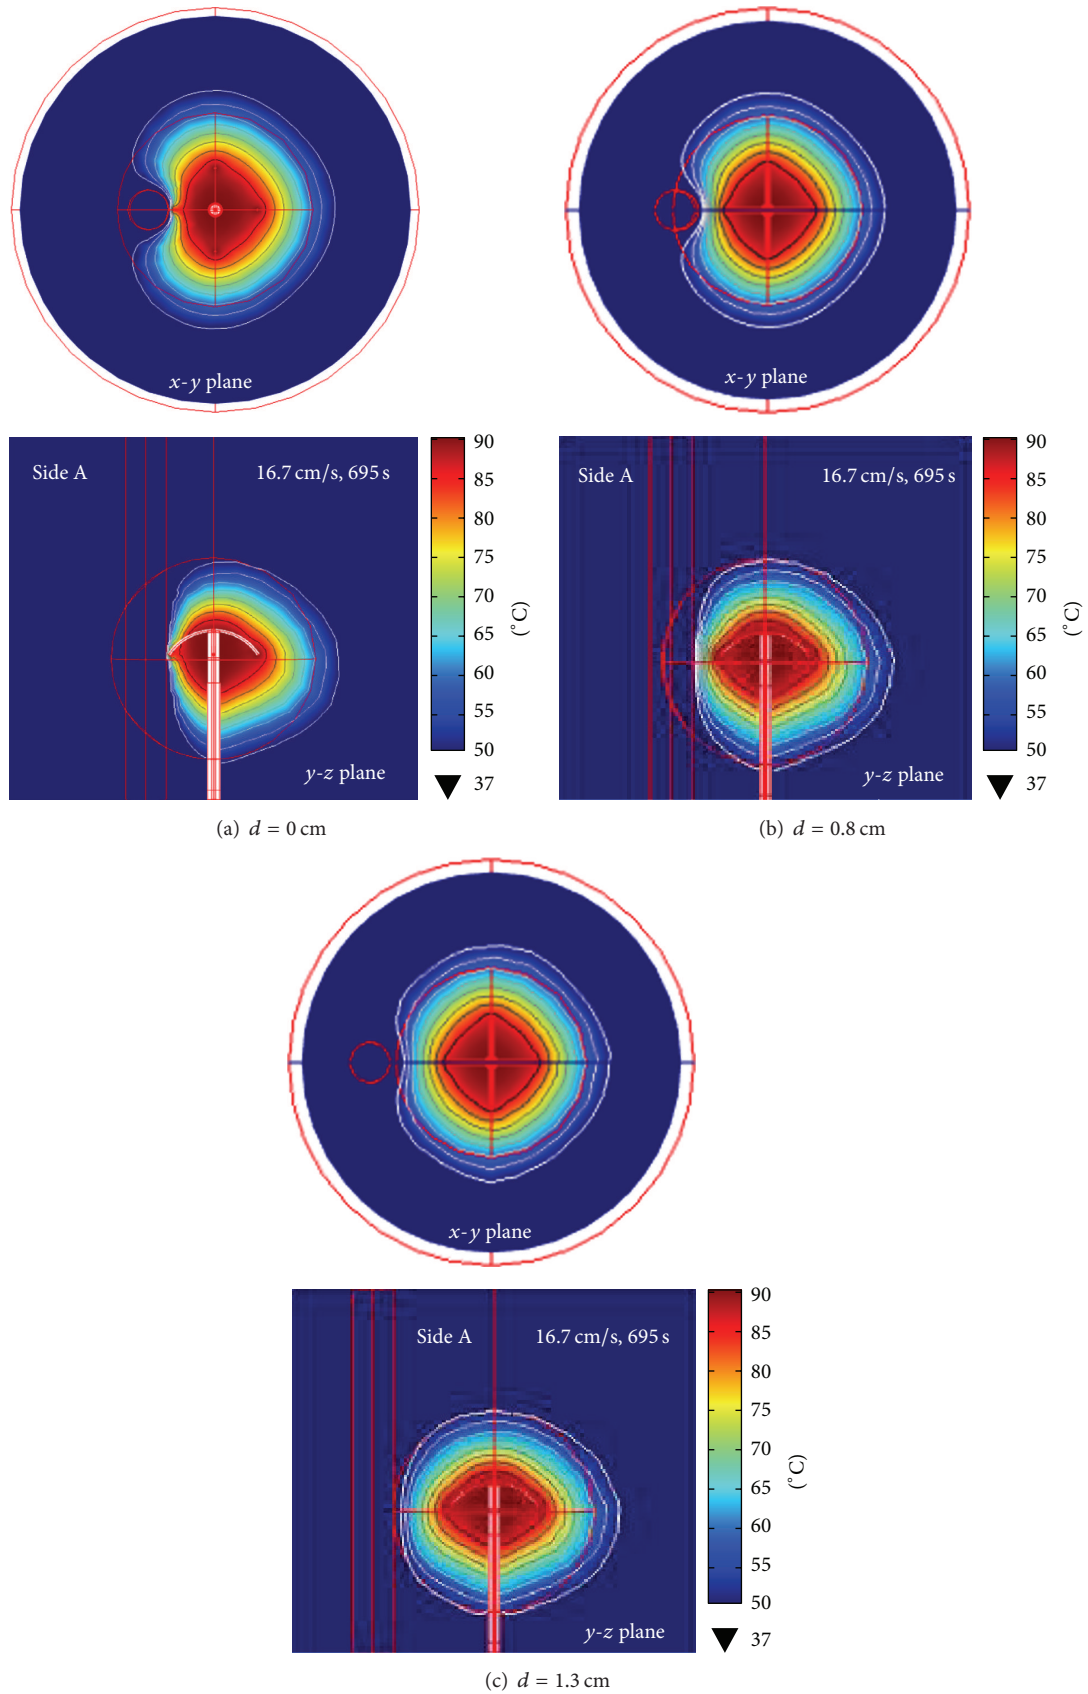 x-y plane
x-y plane
Side A
16.7 cm/s, 695 s
90
85
80
75
70
65
60
55
50
37
(°C)
y-z plane
Side A
16.7 cm/s, 695 s
90
85
80
75
70
65
60
55
50
37
(°C)
y-z plane
(a) d = 0 cm
(b) d = 0.8 cm
x-y plane
Side A
16.7 cm/s, 695 s
90
85
80
75
70
65
60
55
50
37
(°C)
y-z plane
(c) d = 1.3 cm